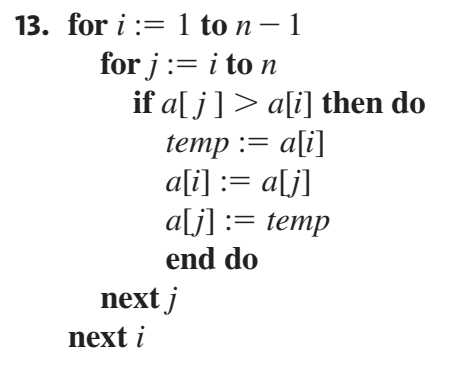 13. for i := 1 to n − 1
for j := i to n
if a[ j ] > a[i] then do
temp := a[i]
a[i] := a[j]
a[j] := temp
end do
next j
next i